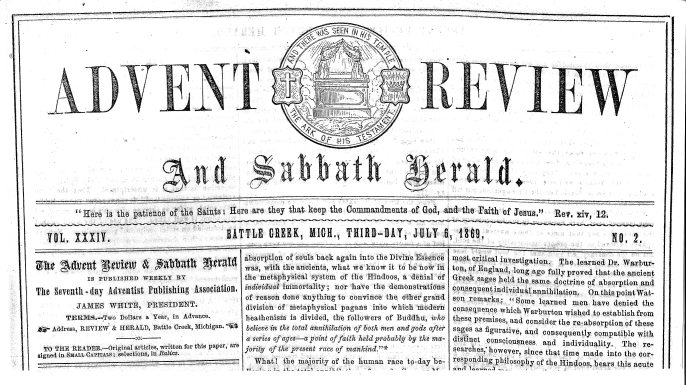 ADVENT REVIEW
AND THERE WAS SEEN IN HIS TEMPLE
THE ARK OF HIS TESTAMENT
And Sabbath Herald.
"Here is the patience of the Saints; Here are they that keep the Commandments of God, and the Faith of Jesus." Rev. xiv, 12.
VOL. XXXIV. BATTLE CREEK, MICH., THIRD-DAY, JULY 6, 1869. NO. 2.
The Advent Review & Sabbath Herald
IS PUBLISHED WEEKLY BY
The Seventh-day Adventist Publishing Association.
JAMES WHITE, PRESIDENT.
TERMS.—Two Dollars a Year, in Advance.
Address, REVIEW & HERALD, Battle Creek, Michigan.
TO THE READER.—Original articles, written for this paper, are
signed in SMALL CAPITALS; selections, in Italics.
absorption of souls back again into the Divine Essence
was, with the ancients, what we know it to be now in
the metaphysical system of the Hindoos, a denial of
individual immortality; nor have the demonstrations
of reason done anything to convince the other grand
division of metaphysical pagans into which modern
heathenism is divided, the followers of Buddhu, who
believe in the total annihilation of both men and gods after
a series of ages—a point of faith held probably by the ma-
jority of the present race of mankind."*
What! the majority of the human race to-day be-
most critical investigation. The learned Dr. Warbur-
ton, of England, long ago fully proved that the ancient
Greek sages held the same doctrine of absorption and
consequent individual annihilation. On this point Wat-
son remarks: "Some learned men have denied the
consequence which Warburton wished to establish from
these premises, and consider the re-absorption of these
sages as figurative, and consequently compatible with
distinct consciousness and individuality. The re-
searches, however, since that time made into the cor-
responding philosophy of the Hindoos, bears this acute
and learned